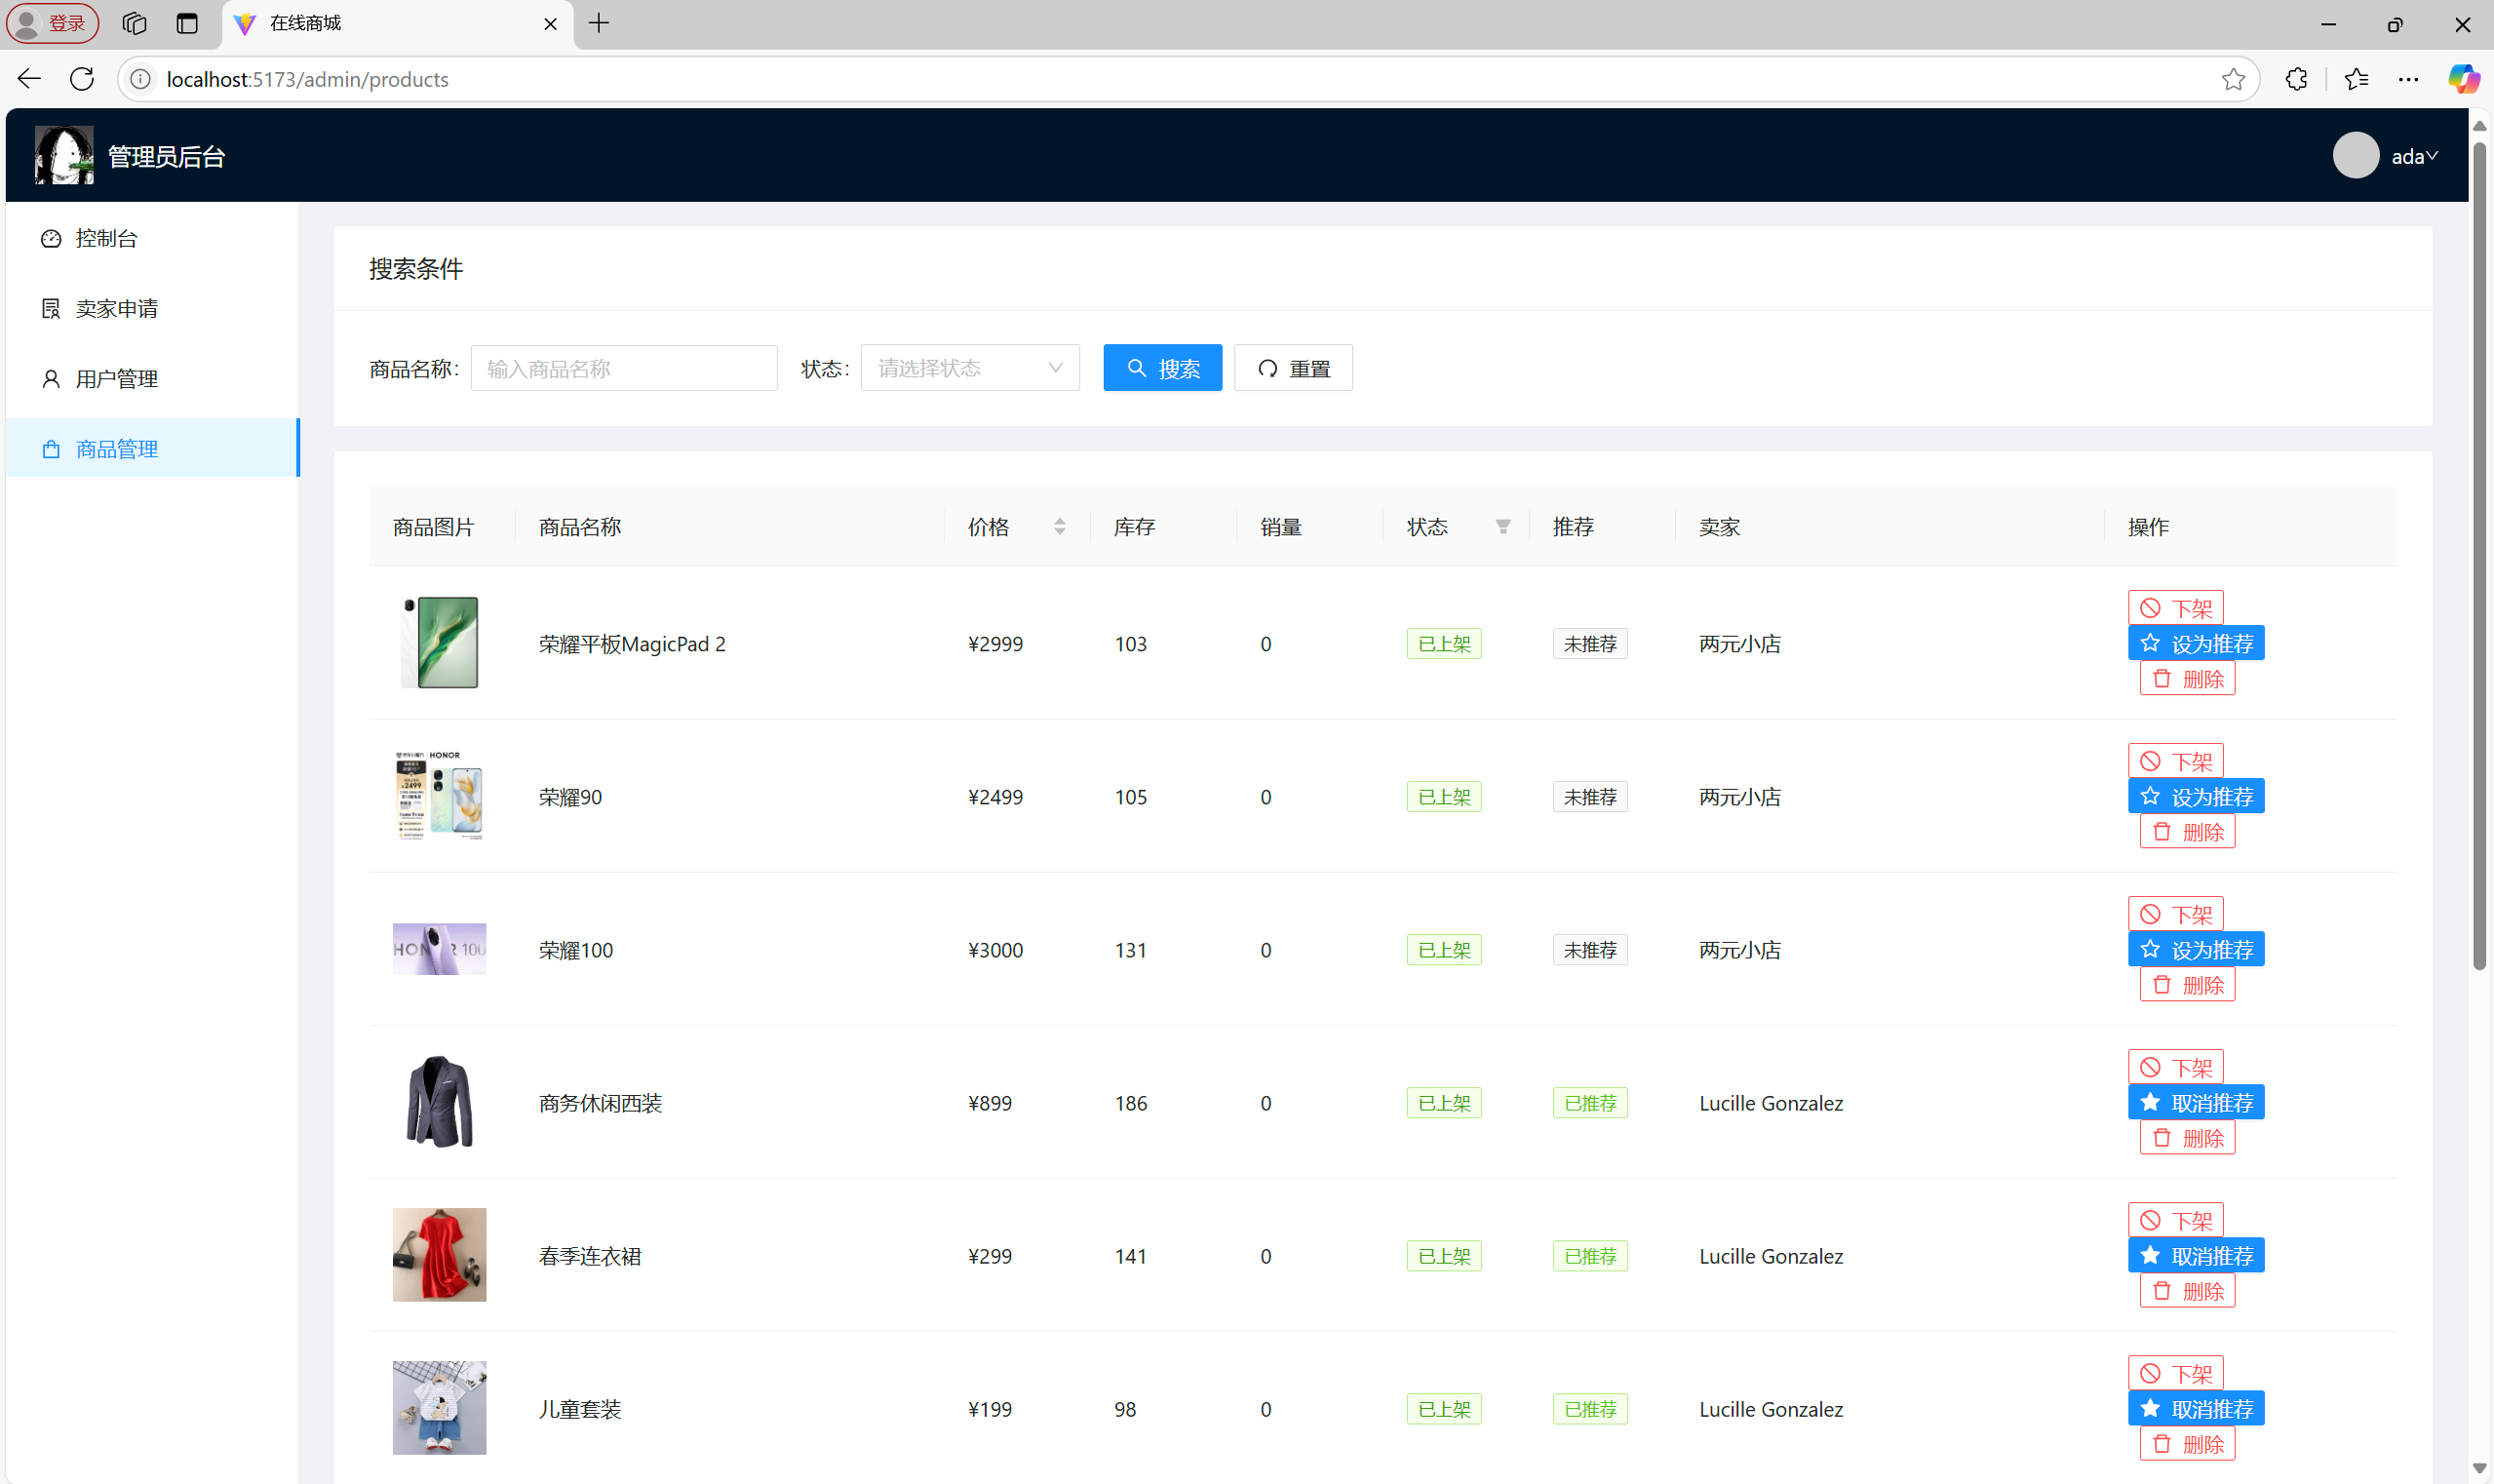 登录
在线商城
localhost:5173/admin/products
管理员后台
ada
控制台
卖家申请
用户管理
商品管理
搜索条件
商品名称: 输入商品名称 状态: 请选择状态 搜索 重置
商品图片 商品名称 价格 库存 销量 状态 推荐 卖家 操作
荣耀平板MagicPad 2 ¥2999 103 0 已上架 未推荐 两元小店
下架
设为推荐
删除
HONOR
2499
荣耀90 ¥2499 105 0 已上架 未推荐 两元小店
下架
设为推荐
删除
荣耀100 ¥3000 131 0 已上架 未推荐 两元小店
下架
设为推荐
删除
商务休闲西装 ¥899 186 0 已上架 已推荐 Lucille Gonzalez
下架
取消推荐
删除
春季连衣裙 ¥299 141 0 已上架 已推荐 Lucille Gonzalez
下架
取消推荐
删除
儿童套装 ¥199 98 0 已上架 已推荐 Lucille Gonzalez
下架
取消推荐
删除